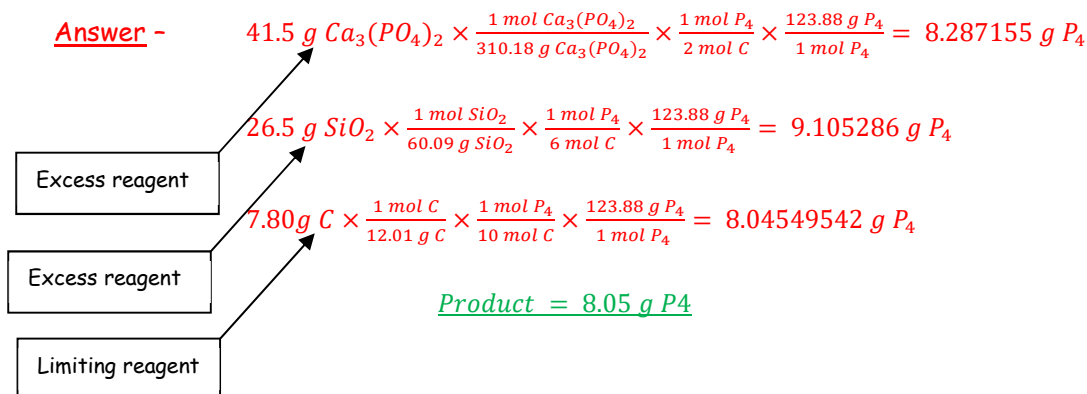 Answer – 41.5 g Ca₃(PO₄)₂ × (1 mol Ca₃(PO₄)₂)/(310.18 g Ca₃(PO₄)₂) × (1 mol P₄)/(2 mol C) × (123.88 g P₄)/(1 mol P₄) = 8.287155 g P₄
26.5 g SiO₂ × (1 mol SiO₂)/(60.09 g SiO₂) × (1 mol P₄)/(6 mol C) × (123.88 g P₄)/(1 mol P₄) = 9.105286 g P₄
Excess reagent
7.80g C × (1 mol C)/(12.01 g C) × (1 mol P₄)/(10 mol C) × (123.88 g P₄)/(1 mol P₄) = 8.04549542 g P₄
Excess reagent
Product = 8.05 g P4
Limiting reagent